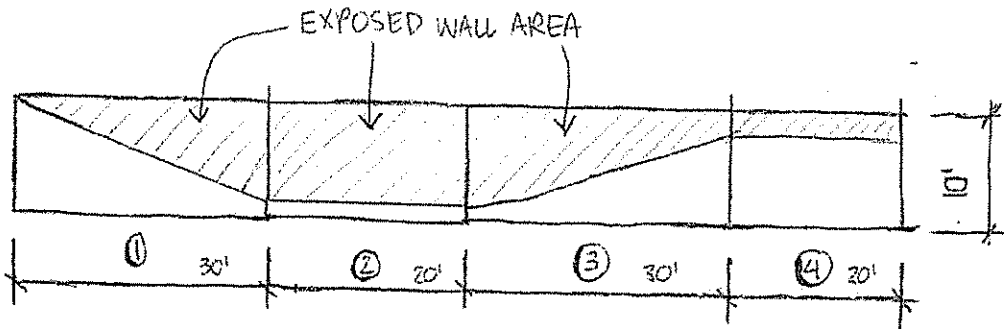 EXPOSED WALL AREA
10'
① 30' ② 20' ③ 30' ④ 20'